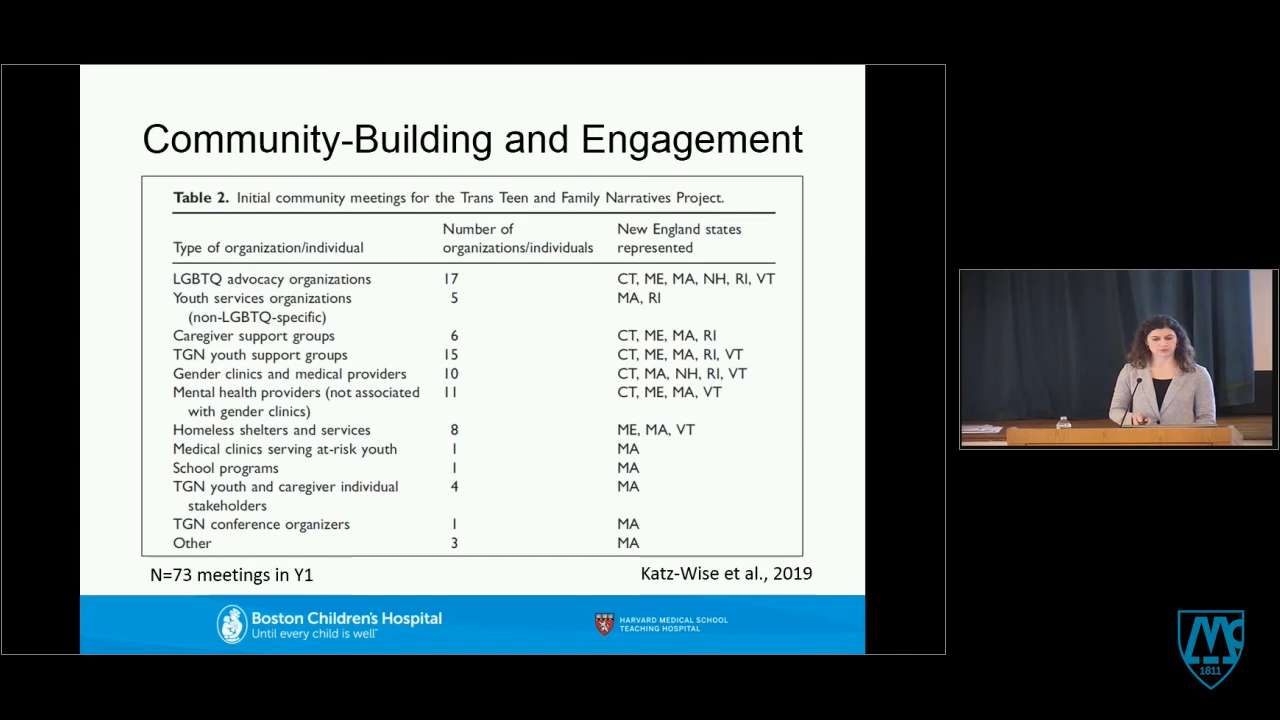 Community-Building and Engagement
Table 2. Initial community meetings for the Trans Teen and Family Narratives Project.
Type of organization/individual Number of organizations/individuals New England states represented
LGBTQ advocacy organizations 17 CT, ME, MA, NH, RI, VT
Youth services organizations 5 MA, RI
(non-LGBTQ-specific)
Caregiver support groups 6 CT, ME, MA, RI
TGN youth support groups 15 CT, ME, MA, RI, VT
Gender clinics and medical providers 10 CT, MA, NH, RI, VT
Mental health providers (not associated 11 CT, ME, MA, VT
with gender clinics)
Homeless shelters and services 8 ME, MA, VT
Medical clinics serving at-risk youth 1 MA
School programs 1 MA
TGN youth and caregiver individual 4 MA
stakeholders
TGN conference organizers 1 MA
Other 3 MA
N=73 meetings in Y1 Katz-Wise et al., 2019
Boston Children's Hospital
Until every child is well™
HARVARD MEDICAL SCHOOL
TEACHING HOSPITAL
1811